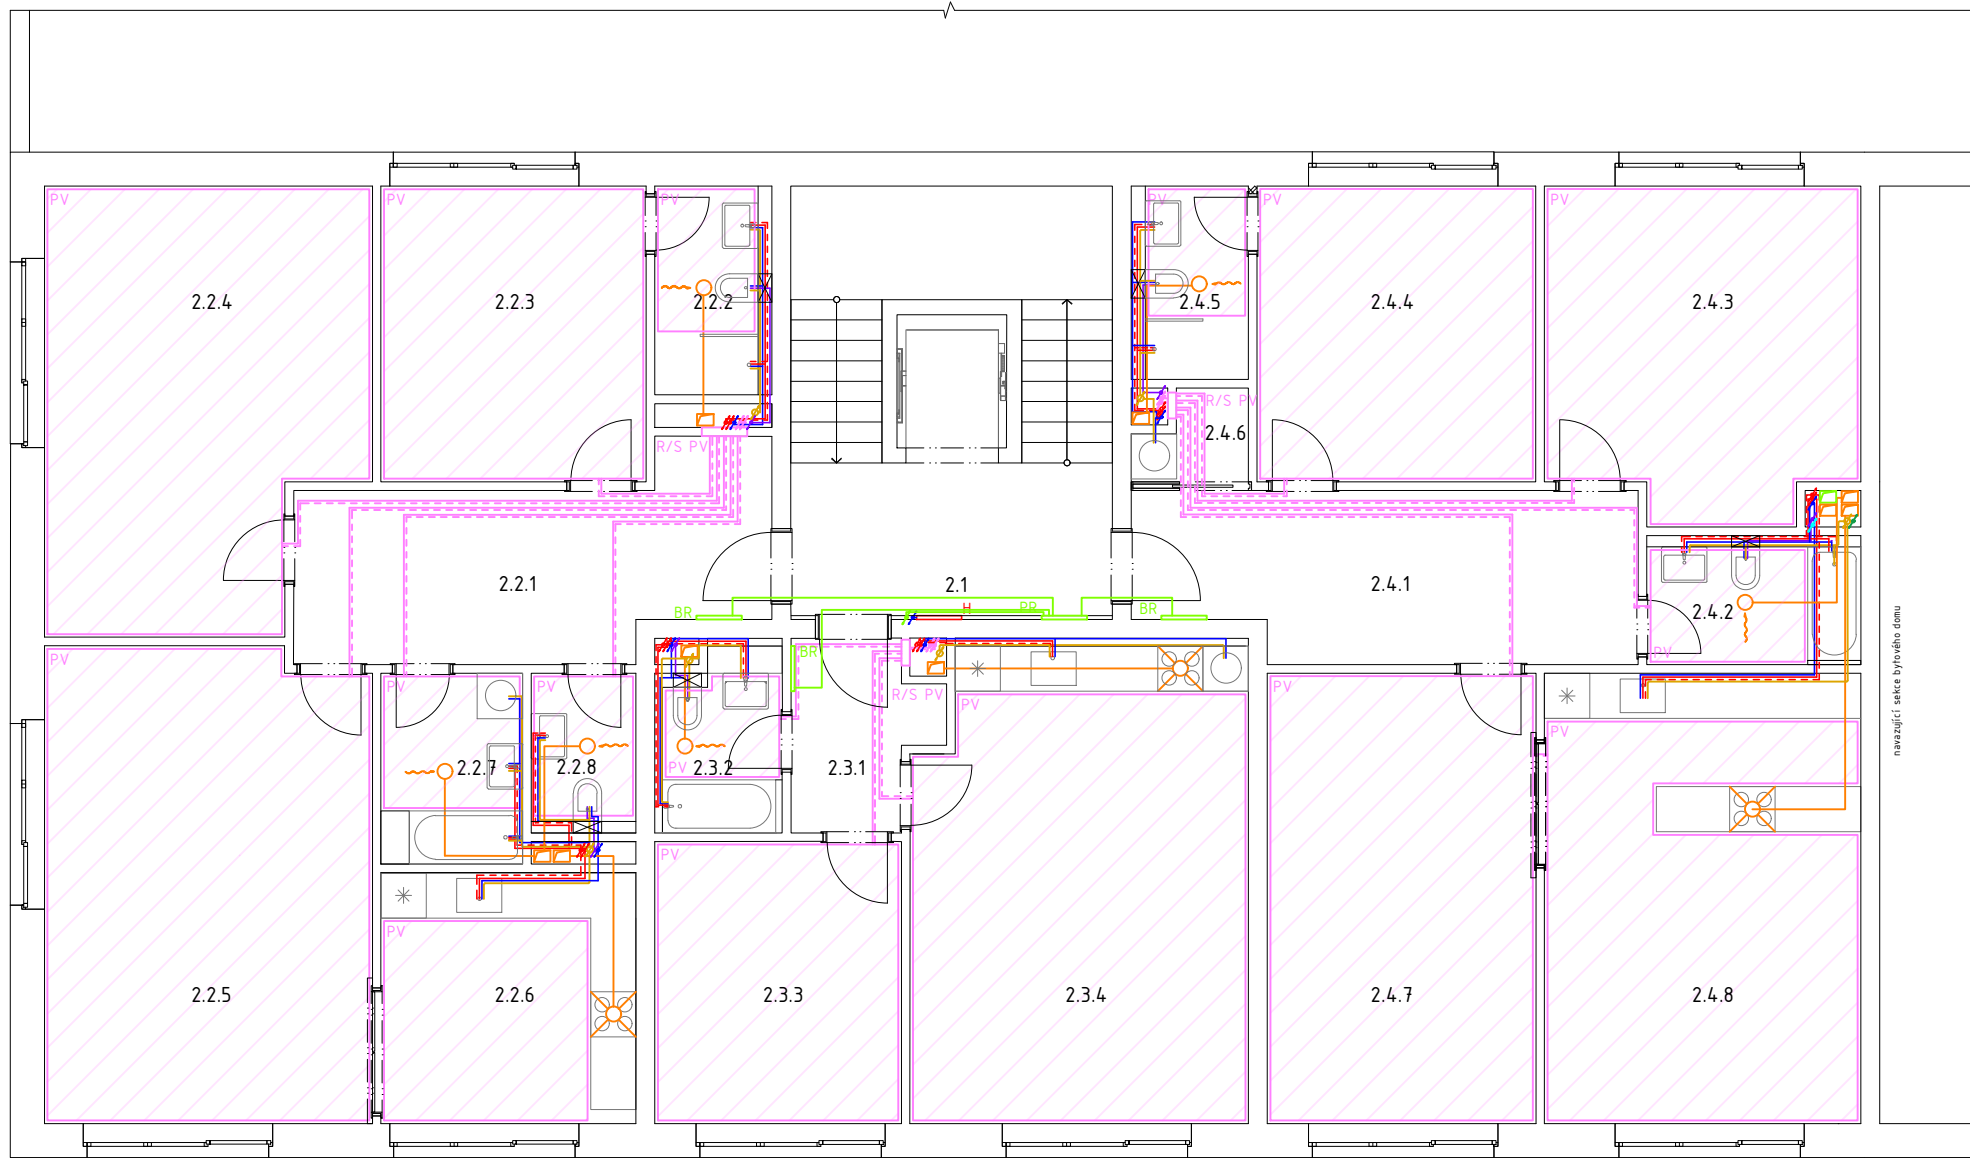 PV
PV
PV
PV
PV
PV
2.2.4
2.2.3
2.2.2
2.4.5
2.4.4
2.4.3
R/S PV
R/S PV
2.4.6
2.2.1
2.1
2.4.1
BR
H
PR
BR
2.4.2
navazující sekce bytového domu
PV
BR
PV
PV
PV
PV
R/S PV
PV
PV
PV
2.2.7
2.2.8
2.3.2
2.3.1
PV
PV
PV
2.2.5
2.2.6
2.3.3
2.3.4
2.4.7
2.4.8